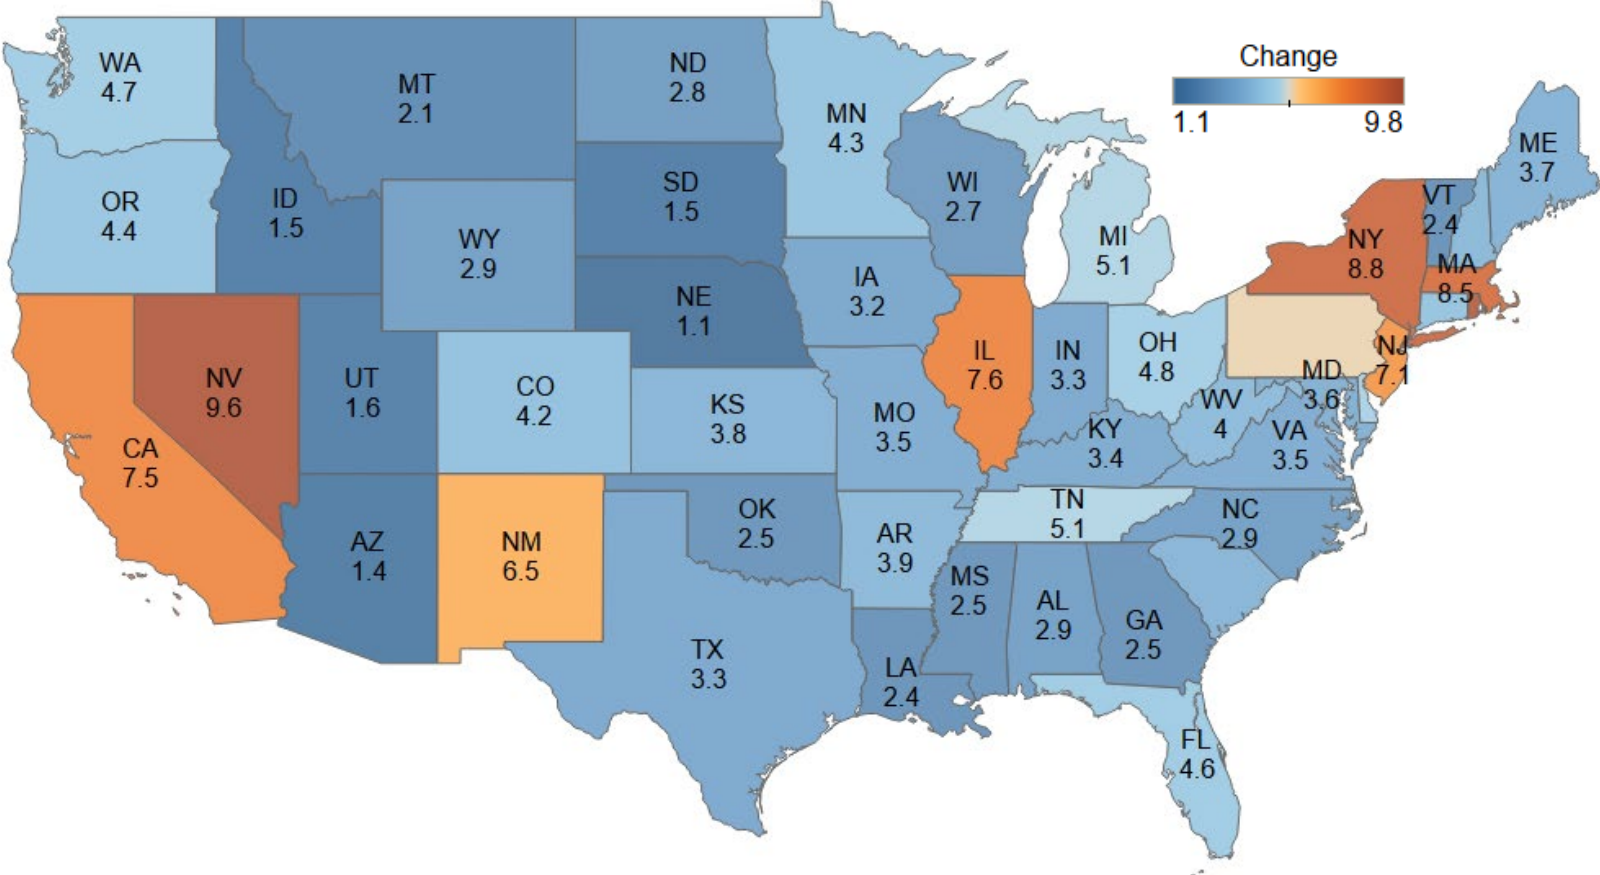 Change
1.1 9.8
WA
4.7
MT
2.1
ND
2.8
MN
4.3
ME
3.7
OR
4.4
ID
1.5
SD
1.5
WI
2.7
VT
2.4
WY
2.9
MI
5.1
NY
8.8
MA
8.5
IA
3.2
NE
1.1
NV
9.6
UT
1.6
CO
4.2
IL
7.6
IN
3.3
OH
4.8
NJ
7.1
MD
3.6
KS
3.8
MO
3.5
WV
4
KY
3.4
VA
3.5
CA
7.5
AZ
1.4
NM
6.5
OK
2.5
AR
3.9
TN
5.1
NC
2.9
MS
2.5
AL
2.9
GA
2.5
TX
3.3
LA
2.4
FL
4.6